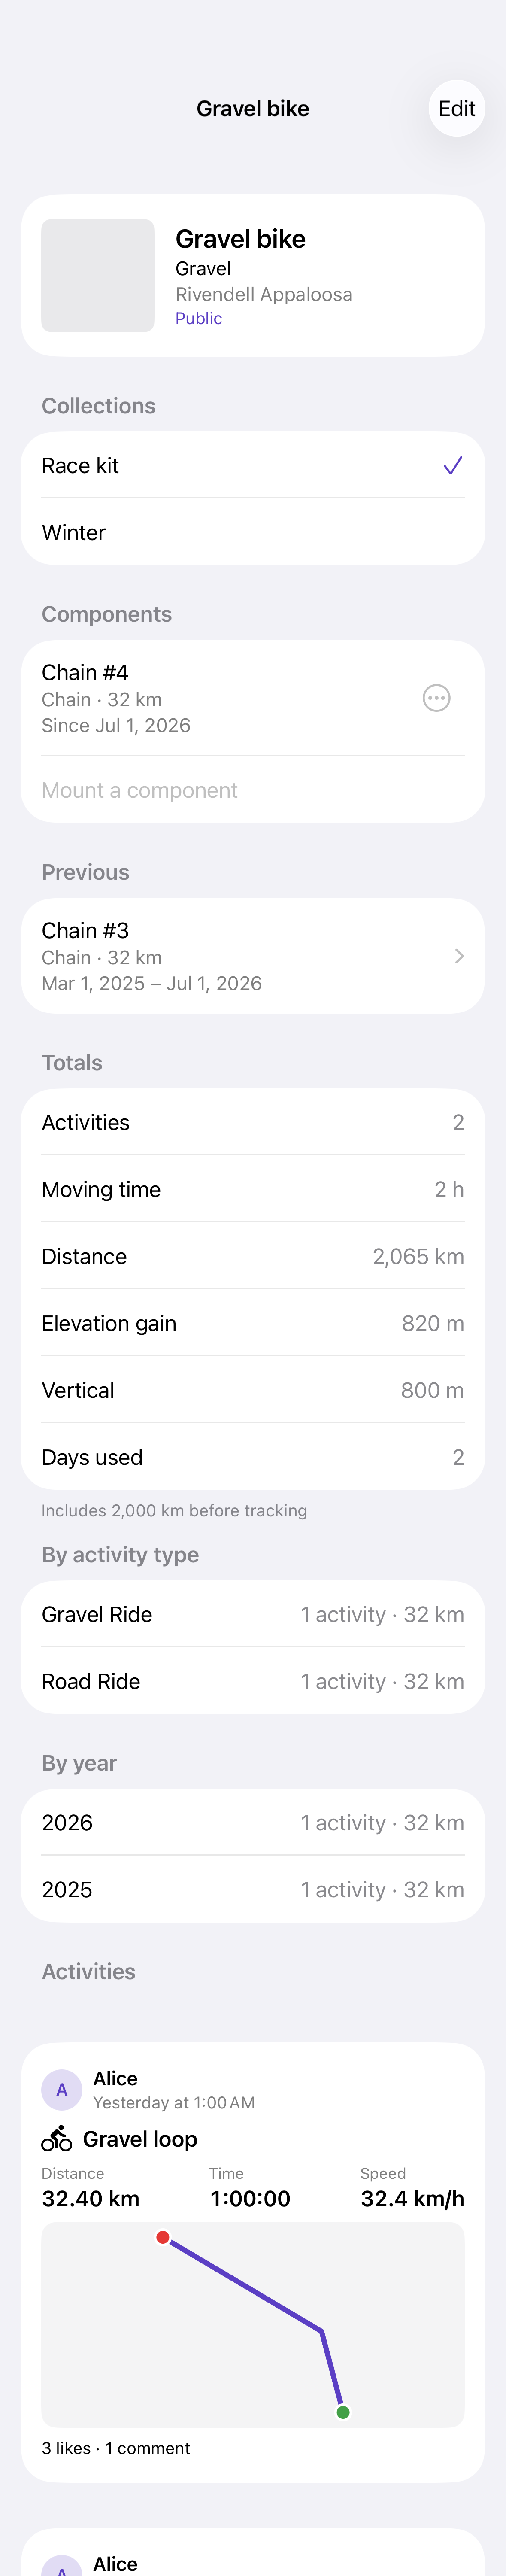 Gravel bike
Edit
Gravel bike
Gravel
Rivendell Appaloosa
Public
Collections
Race kit
Winter
Components
Chain #4
Chain · 32 km
Since Jul 1, 2026
Mount a component
Previous
Chain #3
Chain · 32 km
Mar 1, 2025 – Jul 1, 2026
Totals
Activities 2
Moving time 2 h
Distance 2,065 km
Elevation gain 820 m
Vertical 800 m
Days used 2
Includes 2,000 km before tracking
By activity type
Gravel Ride 1 activity · 32 km
Road Ride 1 activity · 32 km
By year
2026 1 activity · 32 km
2025 1 activity · 32 km
Activities
A
Alice
Yesterday at 1:00 AM
Gravel loop
Distance Time Speed
32.40 km 1:00:00 32.4 km/h
3 likes · 1 comment
A
Alice